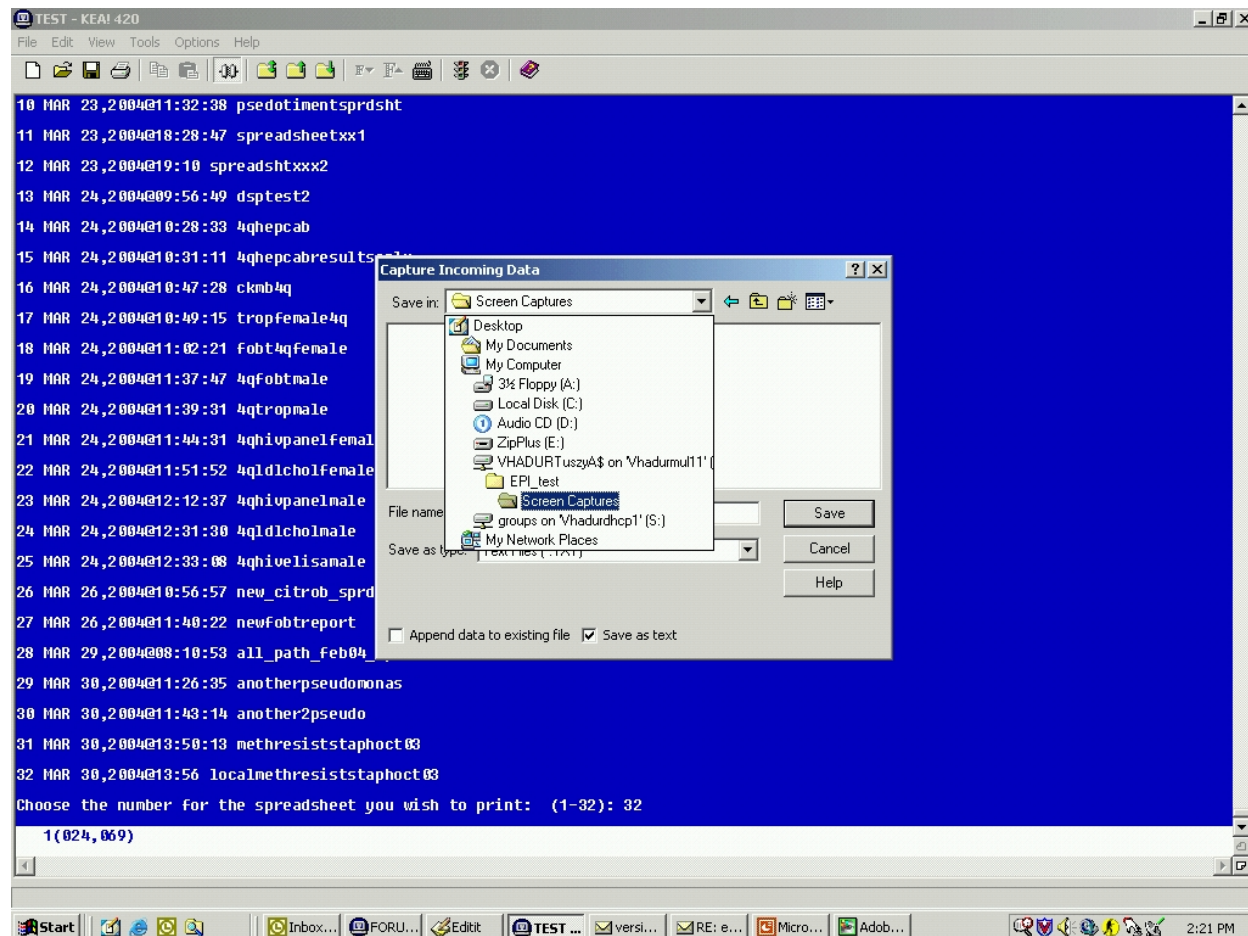 TEST - KEA! 420
File Edit View Tools Options Help
10 MAR 23,2004@11:32:38 psedotimentsprdsht
11 MAR 23,2004@18:28:47 spreadsheetxx1
12 MAR 23,2004@19:10 spreadshtxxx2
13 MAR 24,2004@09:56:49 dsptest2
14 MAR 24,2004@10:28:33 4qhepcab
15 MAR 24,2004@10:31:11 4qhepcabresults
16 MAR 24,2004@10:47:28 ckmb4q
17 MAR 24,2004@10:49:15 tropfemale4q
18 MAR 24,2004@11:02:21 fobt4qfemale
19 MAR 24,2004@11:37:47 4qfobtmale
20 MAR 24,2004@11:39:31 4qtropmale
21 MAR 24,2004@11:44:31 4qhivpanelfemal
22 MAR 24,2004@11:51:52 4qldlcholfemale
23 MAR 24,2004@12:12:37 4qhivpanelmale
24 MAR 24,2004@12:31:30 4qldlcholmale
25 MAR 24,2004@12:33:08 4qhivelisamale
26 MAR 26,2004@10:56:57 new_citrob_sprd
27 MAR 26,2004@11:40:22 newfobtreport
28 MAR 29,2004@08:10:53 all_path_feb04_
29 MAR 30,2004@11:26:35 anotherpseudomonas
30 MAR 30,2004@11:43:14 another2pseudo
31 MAR 30,2004@13:50:13 methresiststaphoct03
32 MAR 30,2004@13:56 localmethresiststaphoct03
Choose the number for the spreadsheet you wish to print: (1-32): 32
1(024,069)
Capture Incoming Data
Save in: Screen Captures
Desktop
My Documents
My Computer
3½ Floppy (A:)
Local Disk (C:)
Audio CD (D:)
ZipPlus (E:)
VHADURTuszyA$ on 'Vhadurmul11' (
EPI_test
Screen Captures
groups on 'Vhadurdhcp1' (S:)
My Network Places
File name
Save as type:
Save
Cancel
Help
Append data to existing file
Save as text
Start
Inbox...
FORU...
Editit
TEST ...
versi...
RE: e...
Micro...
Adob...
2:21 PM